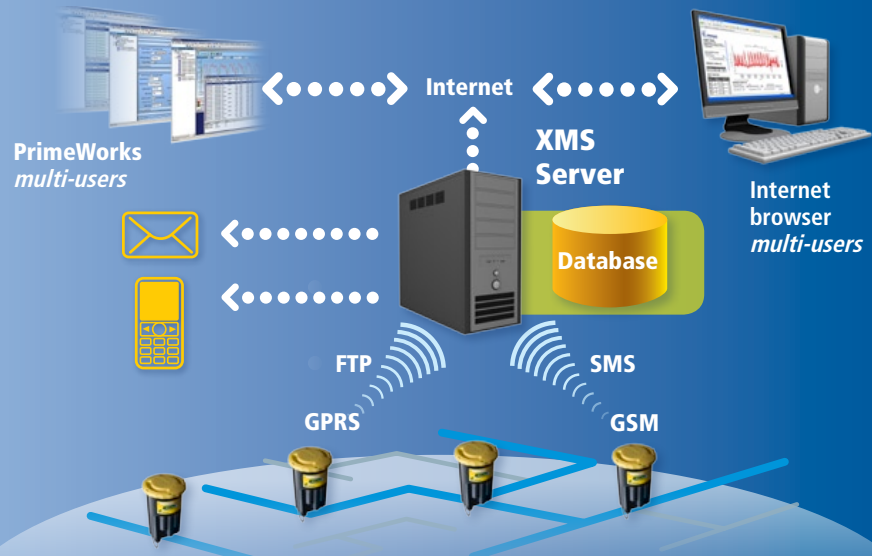 Internet
XMS
Server
PrimeWorks
multi-users
Internet
browser
multi-users
Database
FTP
SMS
GPRS
GSM